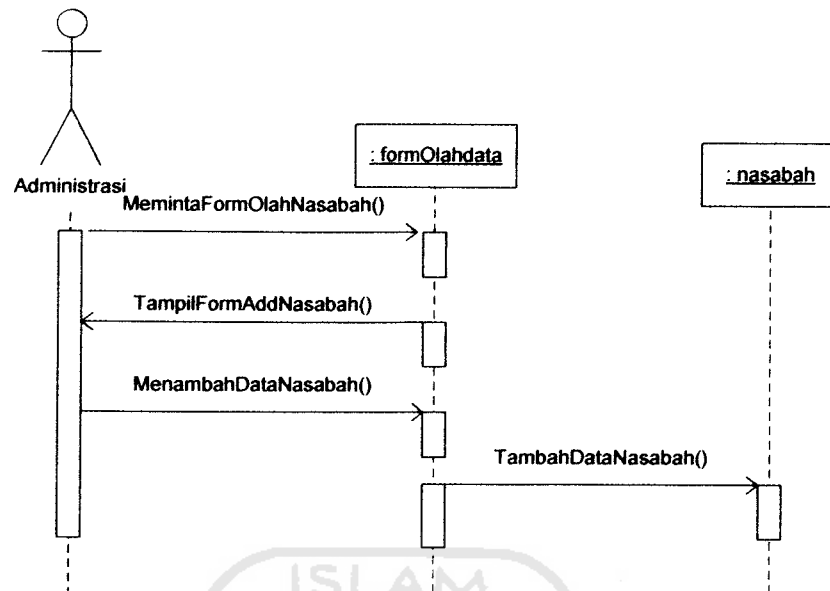 : formOlahdata
: nasabah
Administrasi
MemintaFormOlahNasabah()
TampilFormAddNasabah()
MenambahDataNasabah()
TambahDataNasabah()
ISLAM